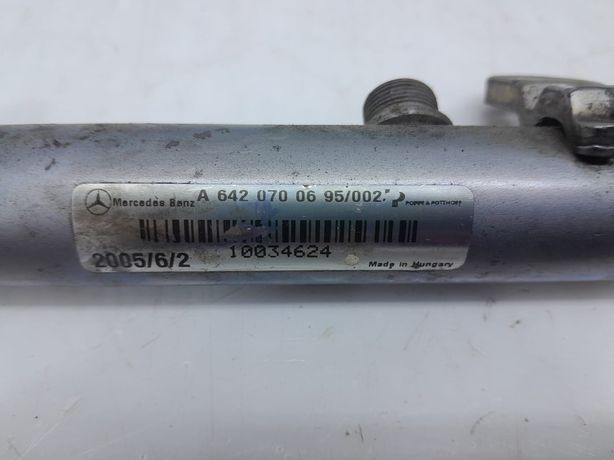 Mercedes Benz A 642 070 06 95/002. POPPE & POTTHOFF
2005/6/2 10034624 Made in Hungary